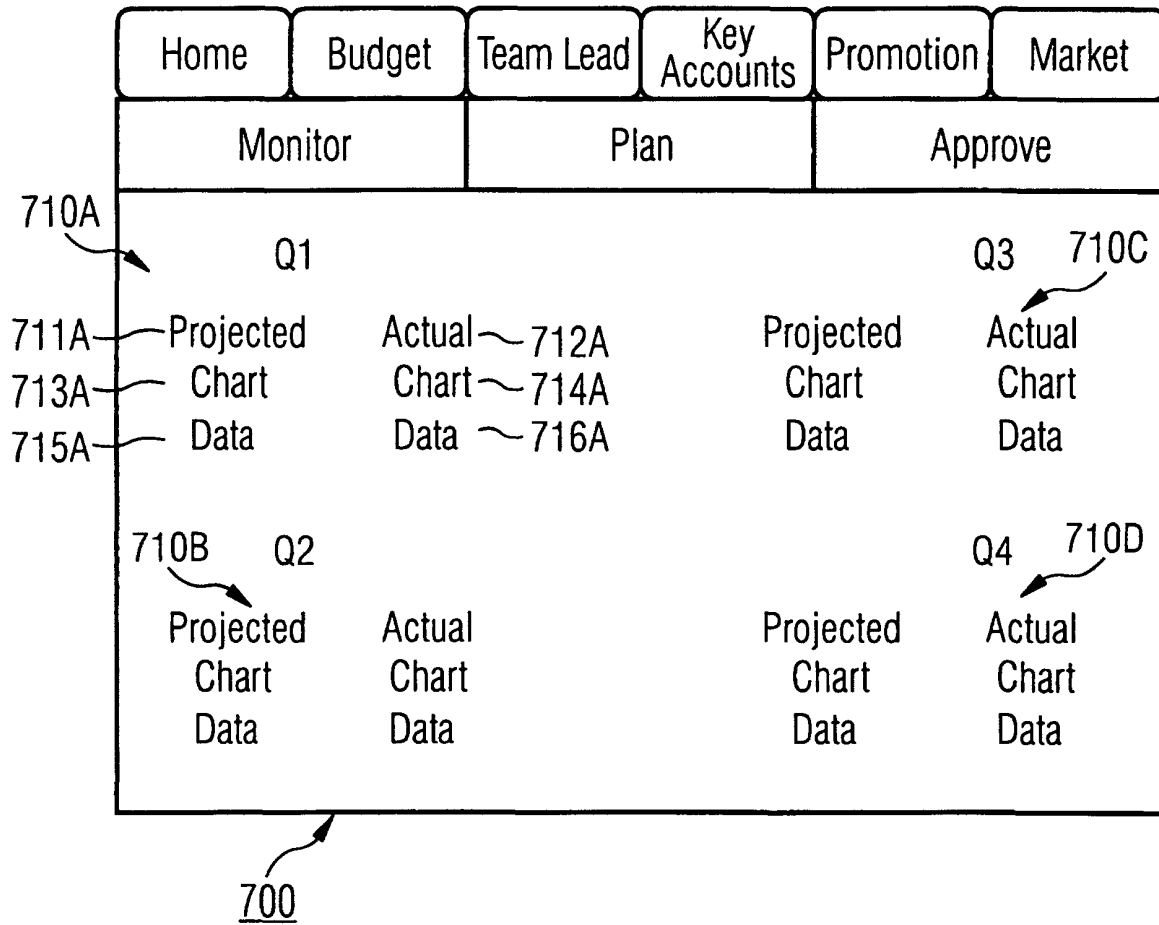 Home Budget Team Lead Key Accounts Promotion Market
Monitor Plan Approve
710A Q1 Q3 710C
711A Projected Actual 712A Projected Actual
713A Chart Chart 714A Chart Chart
715A Data Data 716A Data Data
710B Q2 Q4 710D
Projected Actual Projected Actual
Chart Chart Chart Chart
Data Data Data Data
700